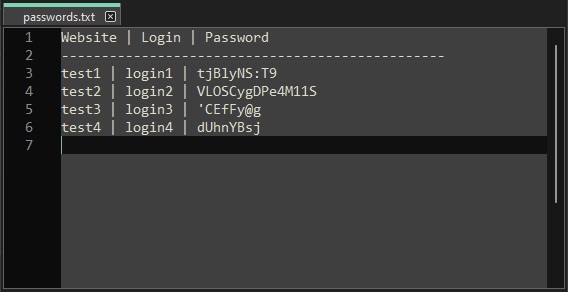 passwords.txt
1 Website | Login | Password
2 ------------------------------------------------
3 test1 | login1 | tjBlyNS:T9
4 test2 | login2 | VLOSCygDPe4M11S
5 test3 | login3 | 'CEfFy@g
6 test4 | login4 | dUhnYBsj
7